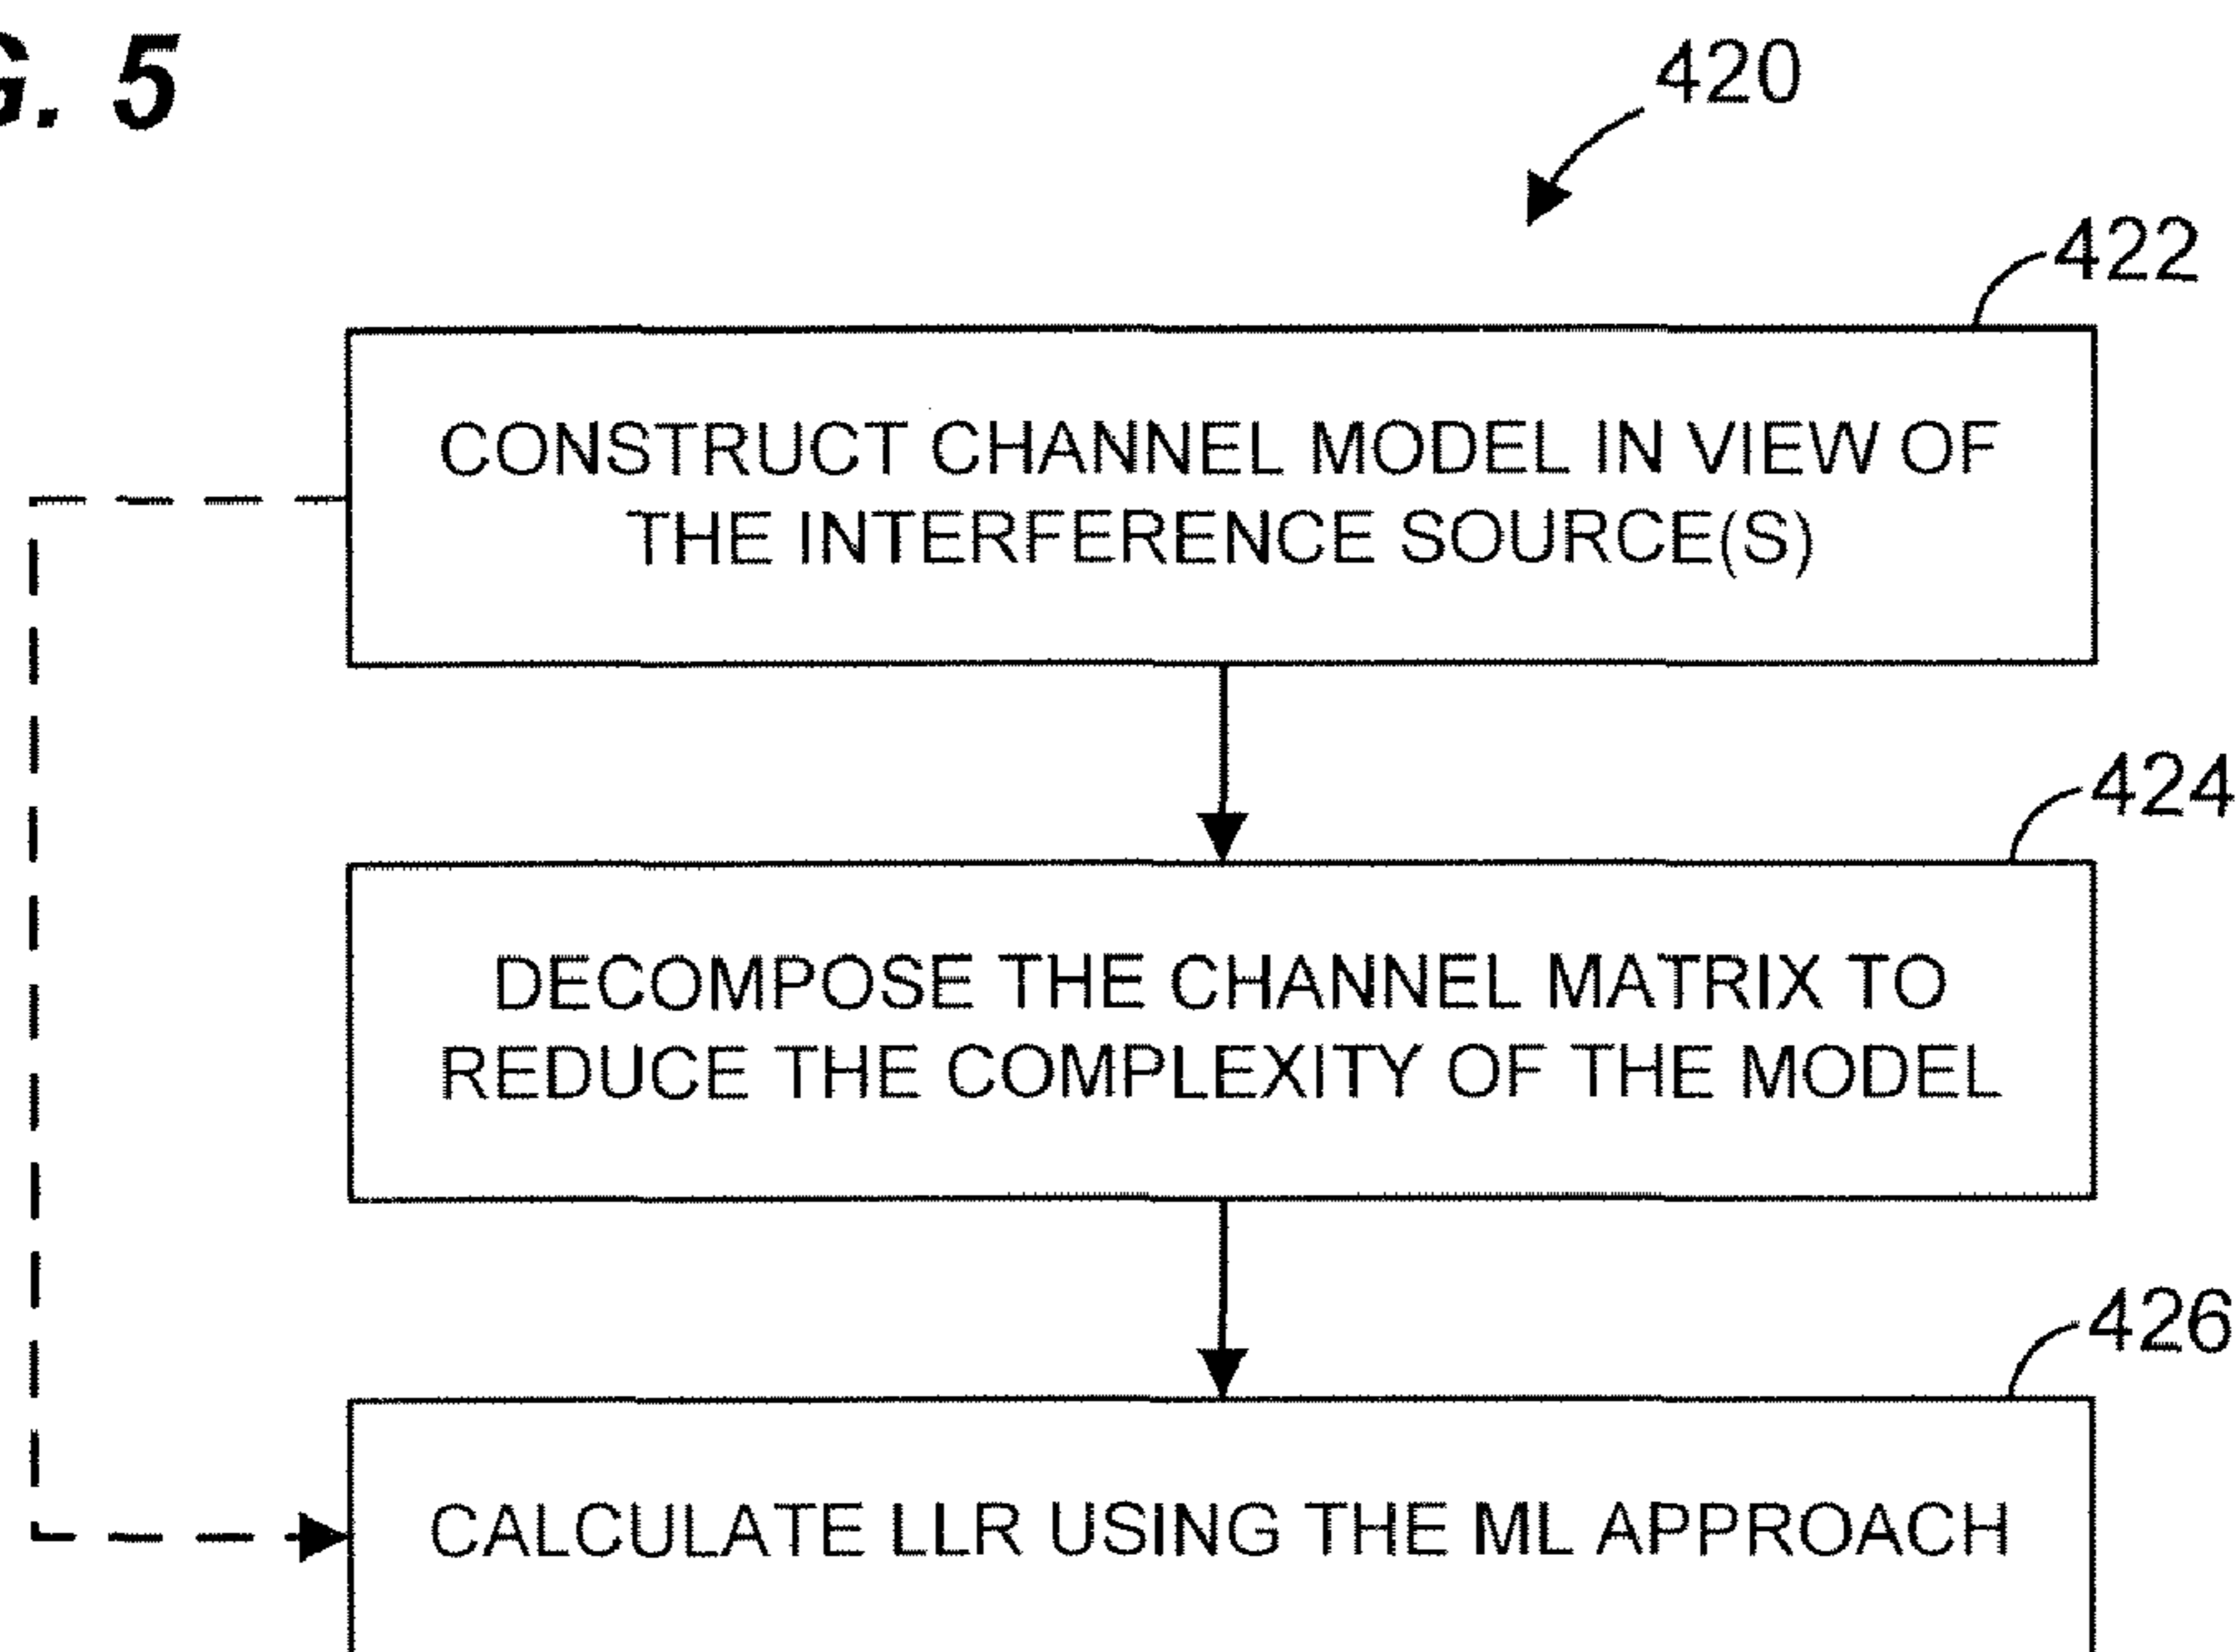 G. 5
420
422
CONSTRUCT CHANNEL MODEL IN VIEW OF
THE INTERFERENCE SOURCE(S)
424
DECOMPOSE THE CHANNEL MATRIX TO
REDUCE THE COMPLEXITY OF THE MODEL
426
CALCULATE LLR USING THE ML APPROACH